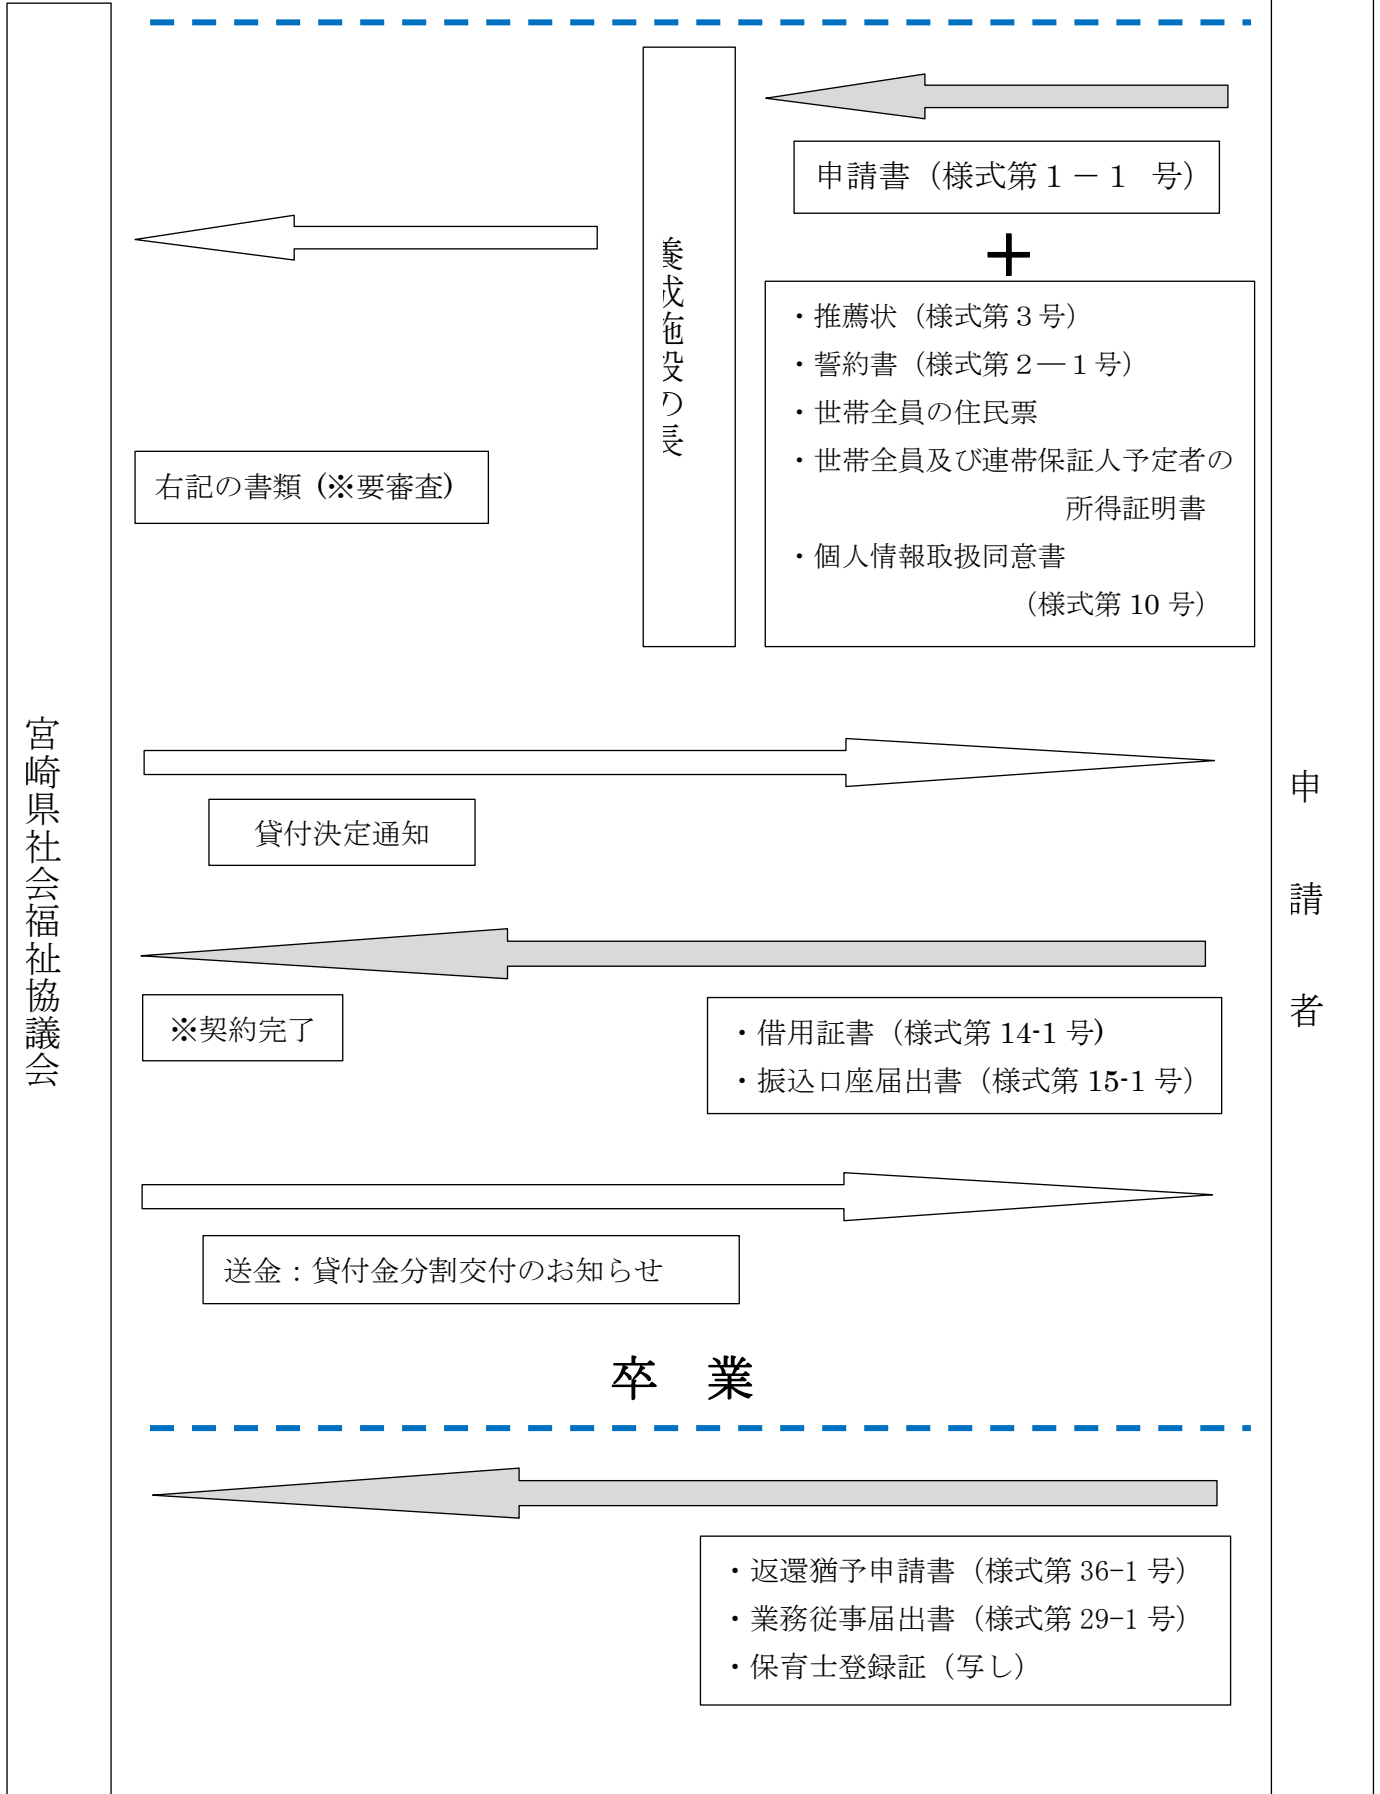 申請書（様式第１－１ 号）
＋
養成施設の長
・推薦状（様式第３号）
・誓約書（様式第２―１号）
・世帯全員の住民票
・世帯全員及び連帯保証人予定者の
所得証明書
・個人情報取扱同意書
（様式第 10 号）
右記の書類 (※要審査)
宮崎県社会福祉協議会
申請者
貸付決定通知
※契約完了
・借用証書（様式第 14-1 号)
・振込口座届出書（様式第 15-1 号）
送金：貸付金分割交付のお知らせ
卒 業
・返還猶予申請書（様式第 36-1 号）
・業務従事届出書（様式第 29-1 号）
・保育士登録証（写し）